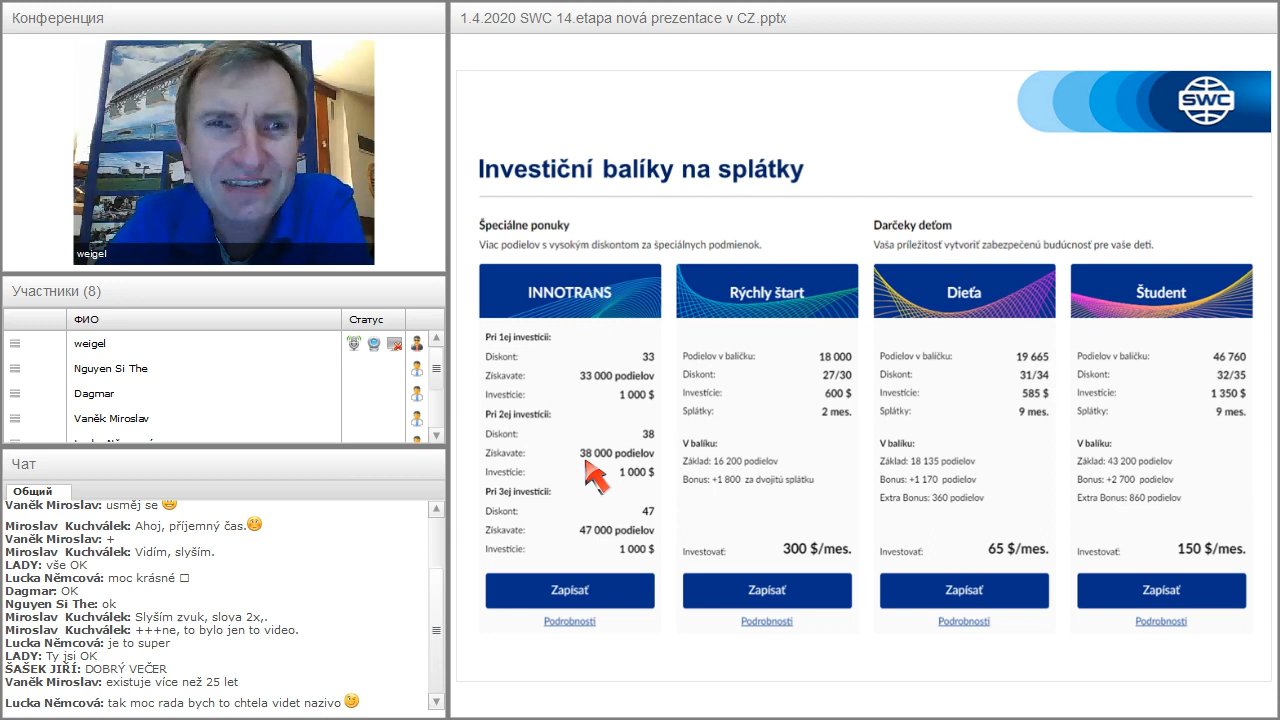 Конференция
weigel
Участники (8)
ФИО
Статус
weigel
Nguyen Si The
Dagmar
Vaněk Miroslav
Чат
Общий
Vaněk Miroslav: usměj se
Miroslav Kuchválek: Ahoj, příjemný čas.
Vaněk Miroslav: +
Miroslav Kuchválek: Vidím, slyším.
LADY: vše OK
Lucka Němcová: moc krásné
Dagmar: OK
Nguyen Si The: ok
Miroslav Kuchválek: Slyším zvuk, slova 2x,.
Miroslav Kuchválek: +++ne, to bylo jen to video.
Lucka Němcová: je to super
LADY: Ty jsi OK
ŠAŠEK JIŘÍ: DOBRÝ VEČER
Vaněk Miroslav: existuje více než 25 let
Lucka Němcová: tak moc rada bych to chtela videt nazivo
1.4.2020 SWC 14.etapa nová prezentace v CZ.pptx
SWC
Investiční balíky na splátky
Špeciálne ponuky
Viac podielov s vysokým diskontom za špeciálnych podmienok.
Darčeky deťom
Vaša príležitosť vytvoriť zabezpečenú budúcnosť pre vaše deti.
INNOTRANS
Pri 1ej investícii:
Diskont: 33
Získavate: 33 000 podielov
Investície: 1 000 $
Pri 2ej investícii:
Diskont: 38
Získavate: 38 000 podielov
Investície: 1 000 $
Pri 3ej investícii:
Diskont: 47
Získavate: 47 000 podielov
Investície: 1 000 $
Zapísať
Podrobnosti
Rýchly štart
Podielov v balíčku: 18 000
Diskont: 27/30
Investície: 600 $
Splátky: 2 mes.
V balíku:
Základ: 16 200 podielov
Bonus: +1 800 za dvojitú splátku
Investovať: 300 $/mes.
Zapísať
Podrobnosti
Dieťa
Podielov v balíčku: 19 665
Diskont: 31/34
Investície: 585 $
Splátky: 9 mes.
V balíku:
Základ: 18 135 podielov
Bonus: +1 170 podielov
Extra Bonus: 360 podielov
Investovať: 65 $/mes.
Zapísať
Podrobnosti
Študent
Podielov v balíčku: 46 760
Diskont: 32/35
Investície: 1 350 $
Splátky: 9 mes.
V balíku:
Základ: 43 200 podielov
Bonus: +2 700 podielov
Extra Bonus: 860 podielov
Investovať: 150 $/mes.
Zapísať
Podrobnosti